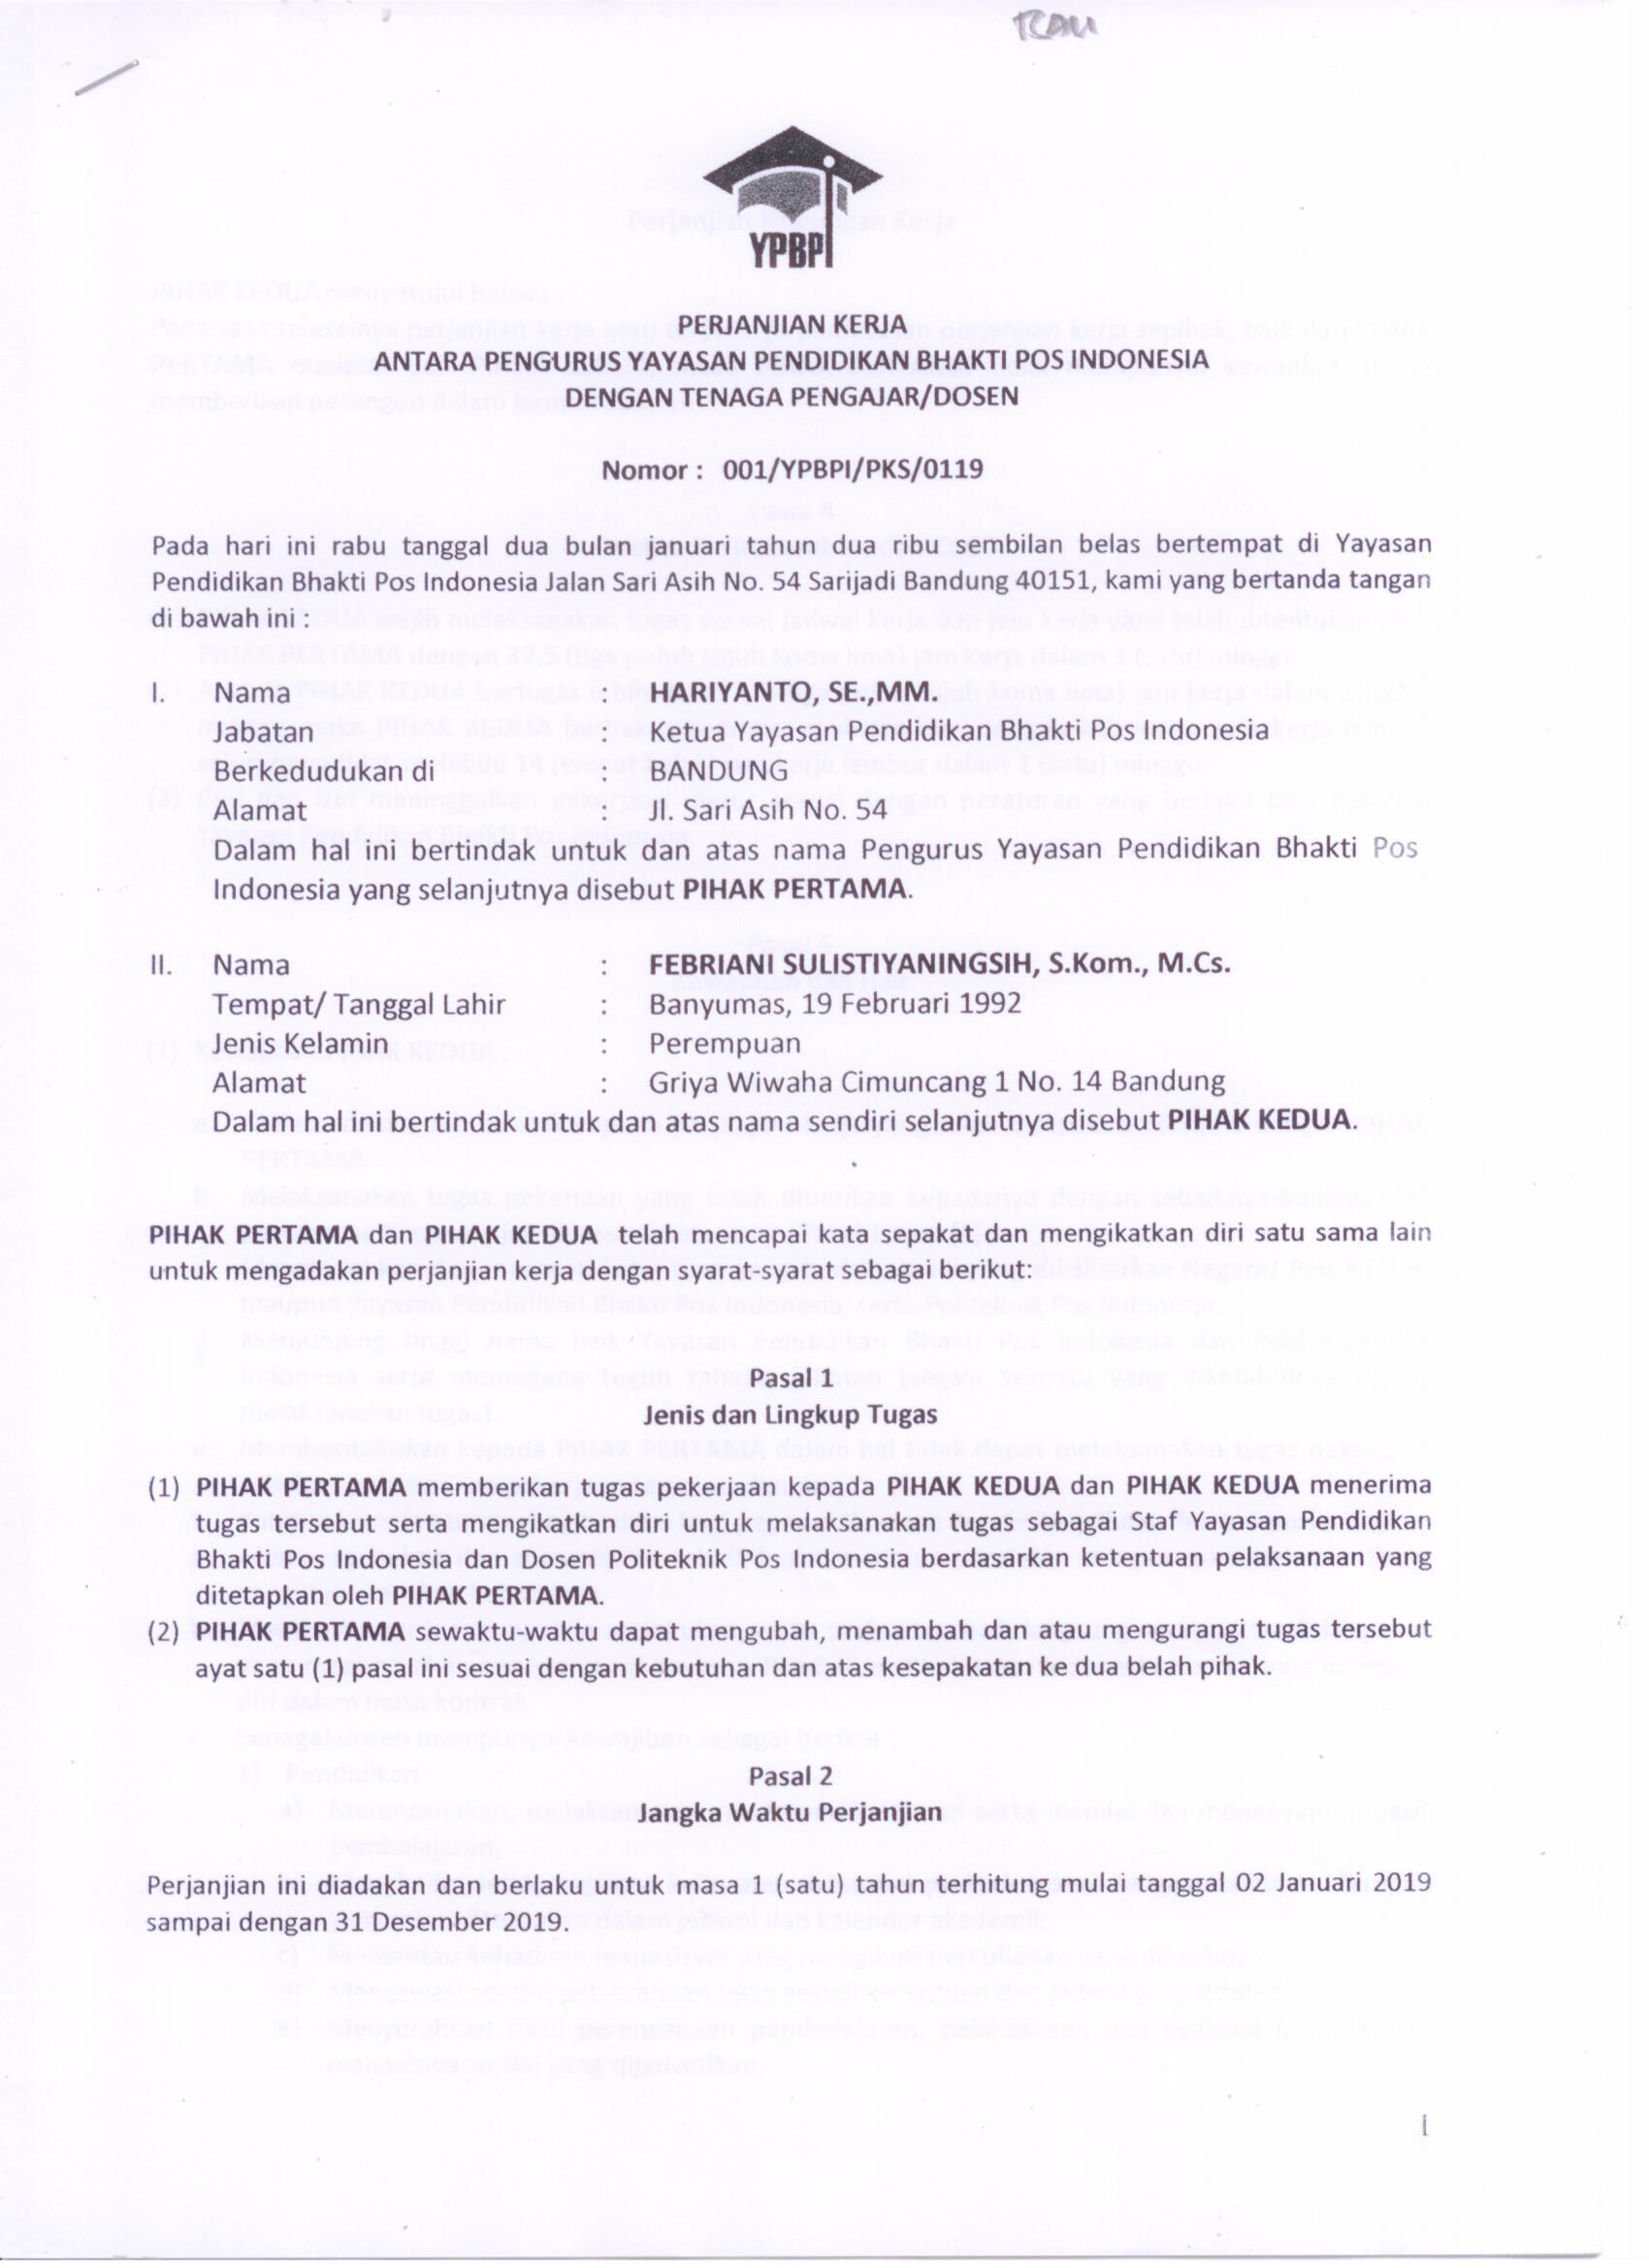 YPBPI
PERJANJIAN KERJA
ANTARA PENGURUS YAYASAN PENDIDIKAN BHAKTI POS INDONESIA
DENGAN TENAGA PENGAJAR/DOSEN
Nomor : 001/YPBPI/PKS/0119
Pada hari ini rabu tanggal dua bulan januari tahun dua ribu sembilan belas bertempat di Yayasan
Pendidikan Bhakti Pos Indonesia Jalan Sari Asih No. 54 Sarijadi Bandung 40151, kami yang bertanda tangan
di bawah ini :
I. Nama : HARIYANTO, SE.,MM.
Jabatan : Ketua Yayasan Pendidikan Bhakti Pos Indonesia
Berkedudukan di : BANDUNG
Alamat : Jl. Sari Asih No. 54
Dalam hal ini bertindak untuk dan atas nama Pengurus Yayasan Pendidikan Bhakti Pos
Indonesia yang selanjutnya disebut PIHAK PERTAMA.
II. Nama : FEBRIANI SULISTIYANINGSIH, S.Kom., M.Cs.
Tempat/ Tanggal Lahir : Banyumas, 19 Februari 1992
Jenis Kelamin : Perempuan
Alamat : Griya Wiwaha Cimuncang 1 No. 14 Bandung
Dalam hal ini bertindak untuk dan atas nama sendiri selanjutnya disebut PIHAK KEDUA.
PIHAK PERTAMA dan PIHAK KEDUA telah mencapai kata sepakat dan mengikatkan diri satu sama lain
untuk mengadakan perjanjian kerja dengan syarat-syarat sebagai berikut:
Pasal 1
Jenis dan Lingkup Tugas
(1) PIHAK PERTAMA memberikan tugas pekerjaan kepada PIHAK KEDUA dan PIHAK KEDUA menerima
tugas tersebut serta mengikatkan diri untuk melaksanakan tugas sebagai Staf Yayasan Pendidikan
Bhakti Pos Indonesia dan Dosen Politeknik Pos Indonesia berdasarkan ketentuan pelaksanaan yang
ditetapkan oleh PIHAK PERTAMA.
(2) PIHAK PERTAMA sewaktu-waktu dapat mengubah, menambah dan atau mengurangi tugas tersebut
ayat satu (1) pasal ini sesuai dengan kebutuhan dan atas kesepakatan ke dua belah pihak.
Pasal 2
Jangka Waktu Perjanjian
Perjanjian ini diadakan dan berlaku untuk masa 1 (satu) tahun terhitung mulai tanggal 02 Januari 2019
sampai dengan 31 Desember 2019.